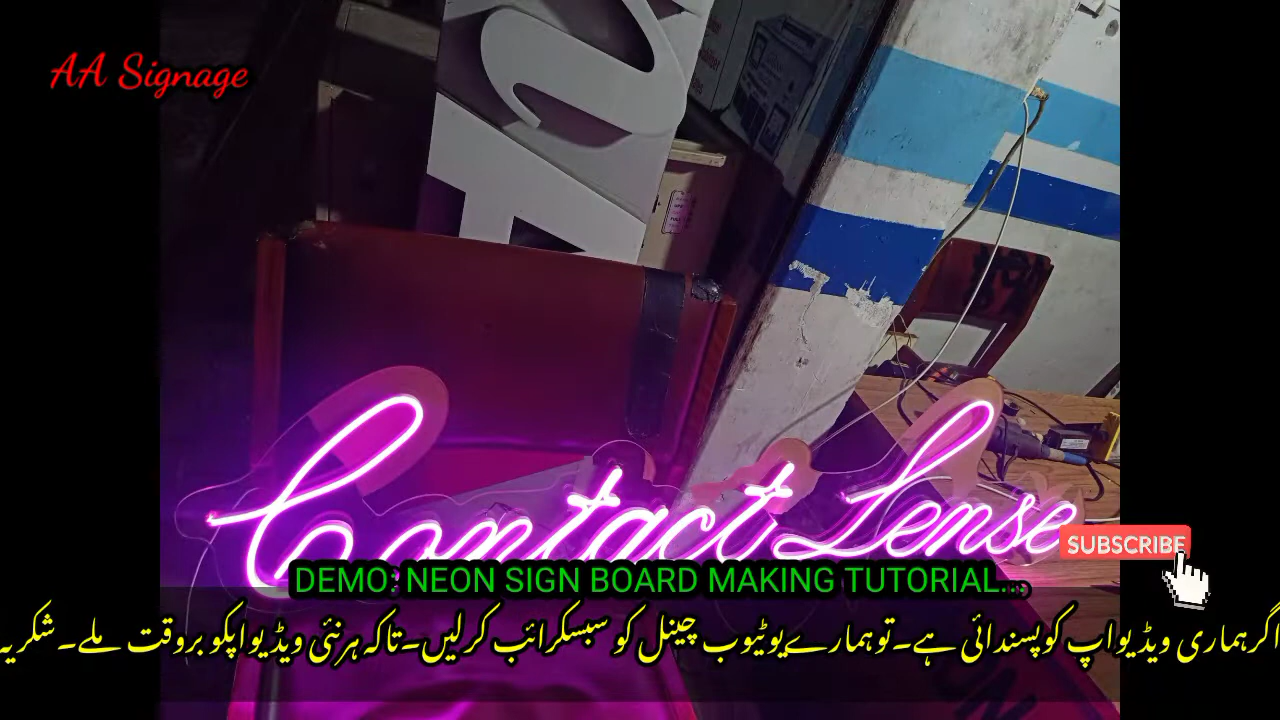 AA Signage
Contact Lense
SUBSCRIBE
DEMO: NEON SIGN BOARD MAKING TUTORIAL...
اگر ہماری ویڈیو اپ کو پسند ائی ہے۔ تو ہمارے یوٹیوب چینل کو سبسکرائب کر لیں۔ تاکہ ہر نئی ویڈیو اپکو بروقت ملے۔ شکریہ